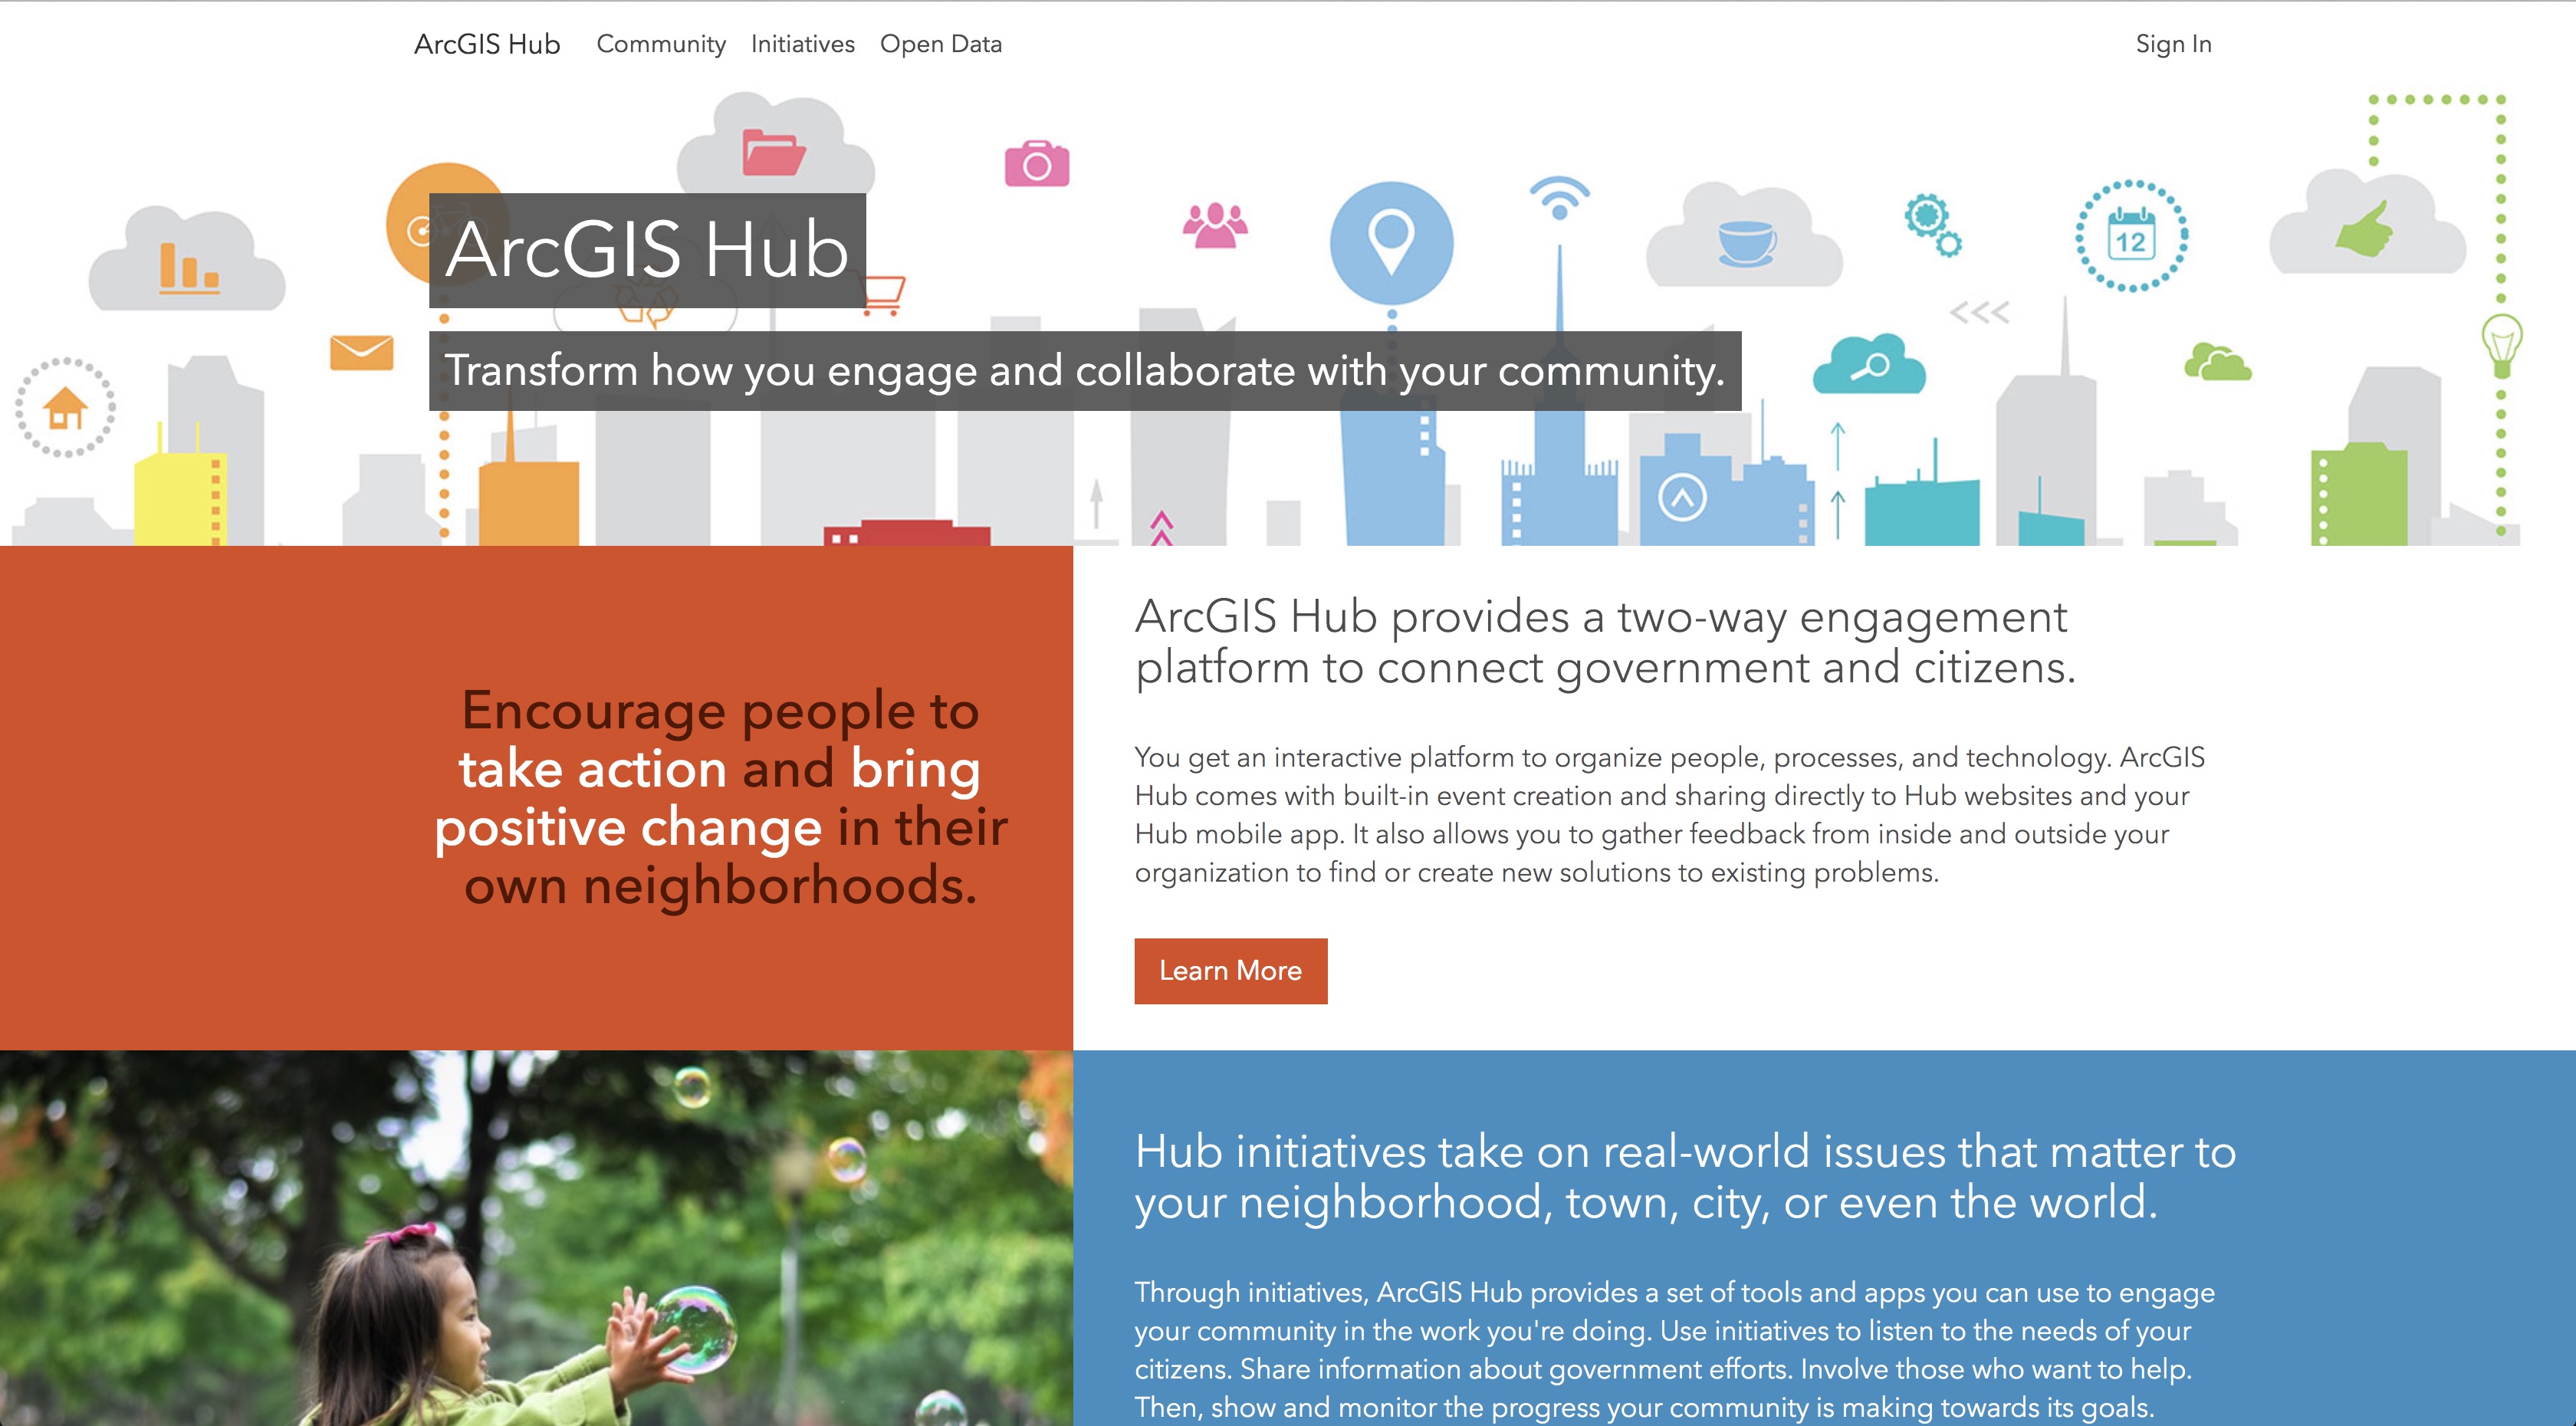 ArcGIS Hub Community Initiatives Open Data Sign In
12
ArcGIS Hub
Transform how you engage and collaborate with your community.
Encourage people to
take action and bring
positive change in their
own neighborhoods.
ArcGIS Hub provides a two-way engagement
platform to connect government and citizens.
You get an interactive platform to organize people, processes, and technology. ArcGIS
Hub comes with built-in event creation and sharing directly to Hub websites and your
Hub mobile app. It also allows you to gather feedback from inside and outside your
organization to find or create new solutions to existing problems.
Learn More
Hub initiatives take on real-world issues that matter to
your neighborhood, town, city, or even the world.
Through initiatives, ArcGIS Hub provides a set of tools and apps you can use to engage
your community in the work you're doing. Use initiatives to listen to the needs of your
citizens. Share information about government efforts. Involve those who want to help.
Then, show and monitor the progress your community is making towards its goals.